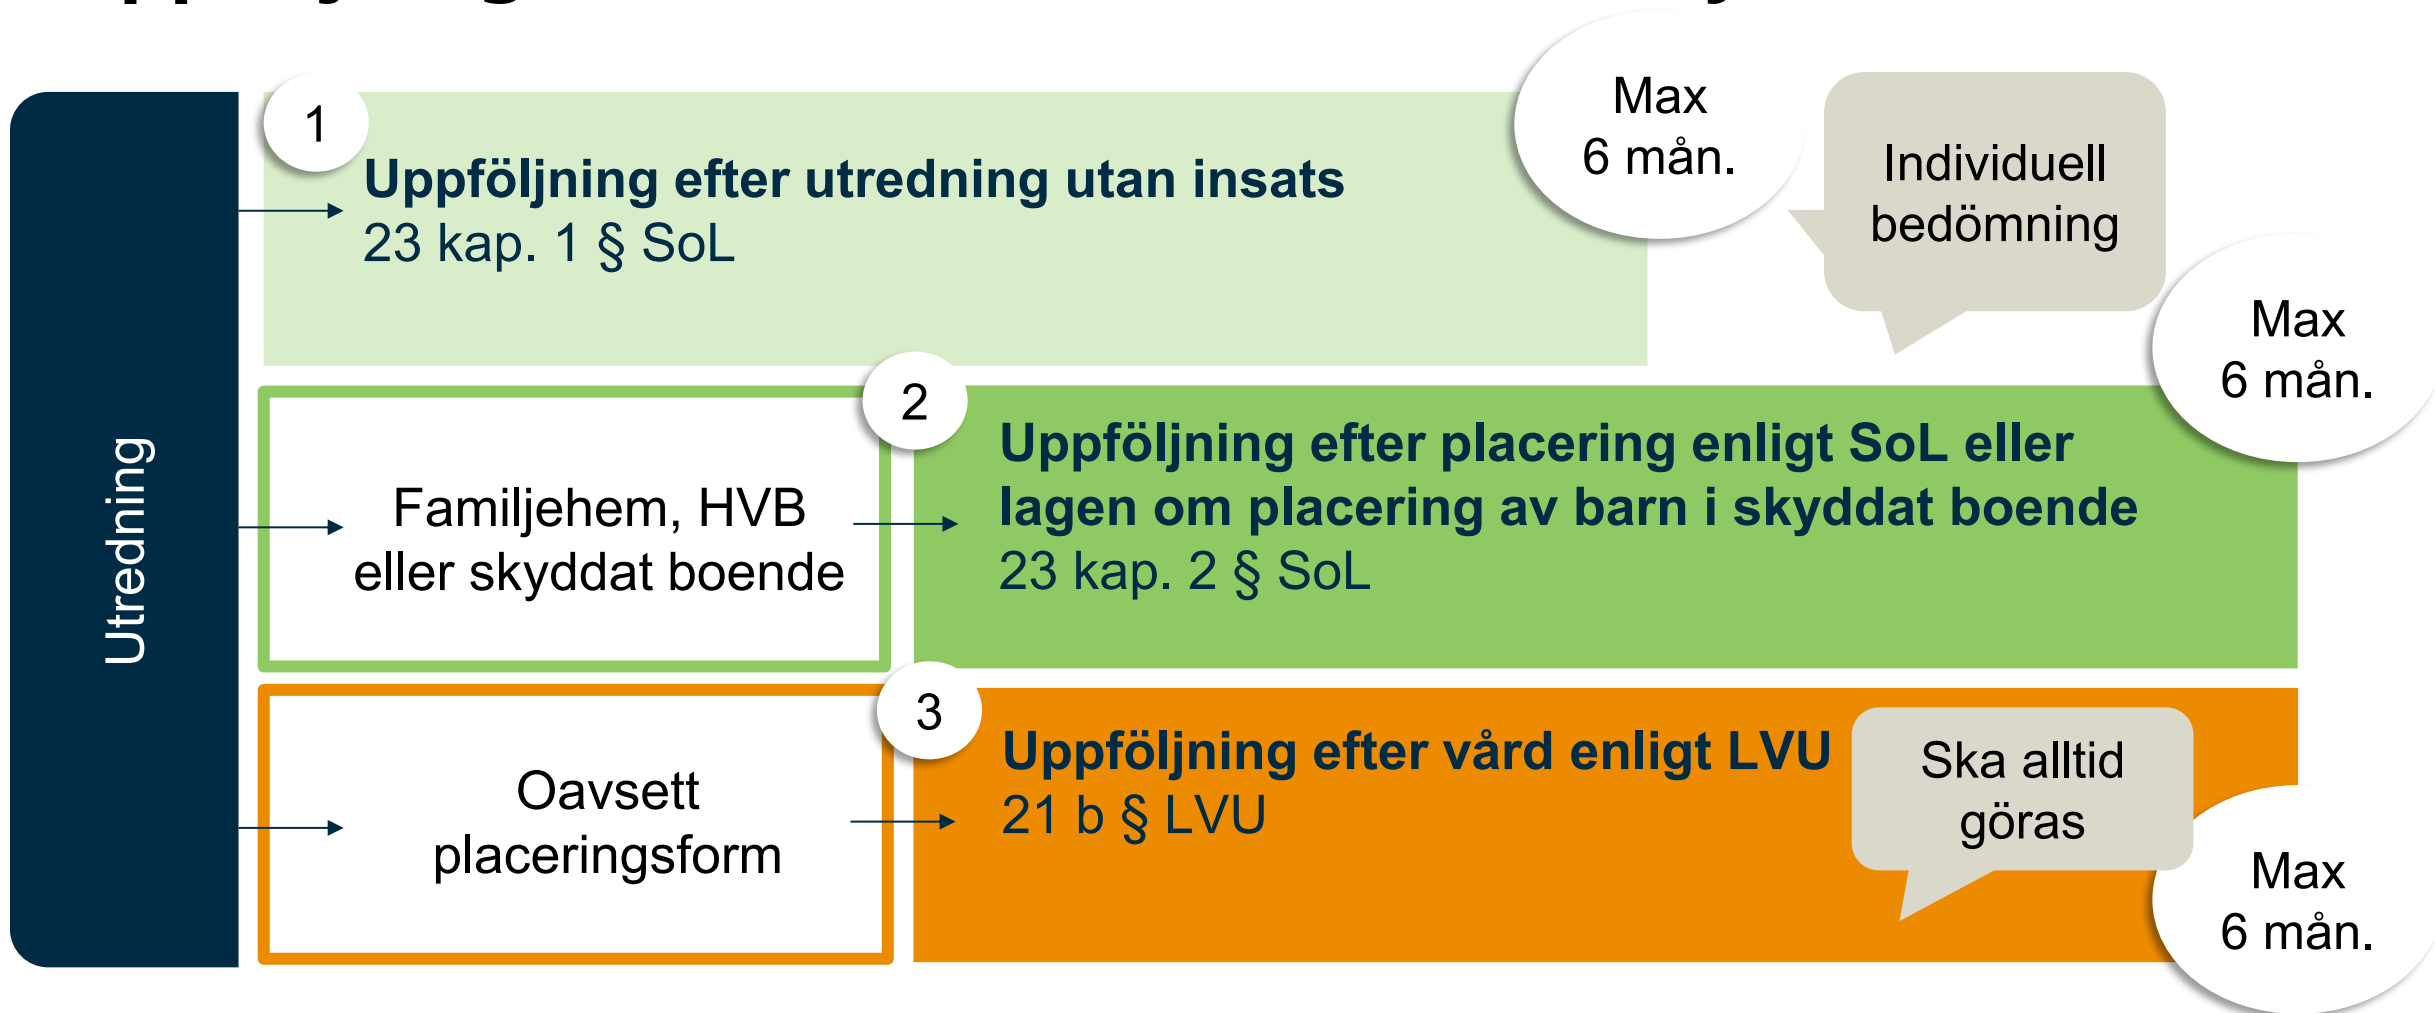 Utredning
1
Uppföljning efter utredning utan insats
23 kap. 1 § SoL
Max
6 mån.
Individuell
bedömning
Familjehem, HVB
eller skyddat boende
2
Uppföljning efter placering enligt SoL eller
lagen om placering av barn i skyddat boende
23 kap. 2 § SoL
Max
6 mån.
Oavsett
placeringsform
3
Uppföljning efter vård enligt LVU
21 b § LVU
Ska alltid
göras
Max
6 mån.